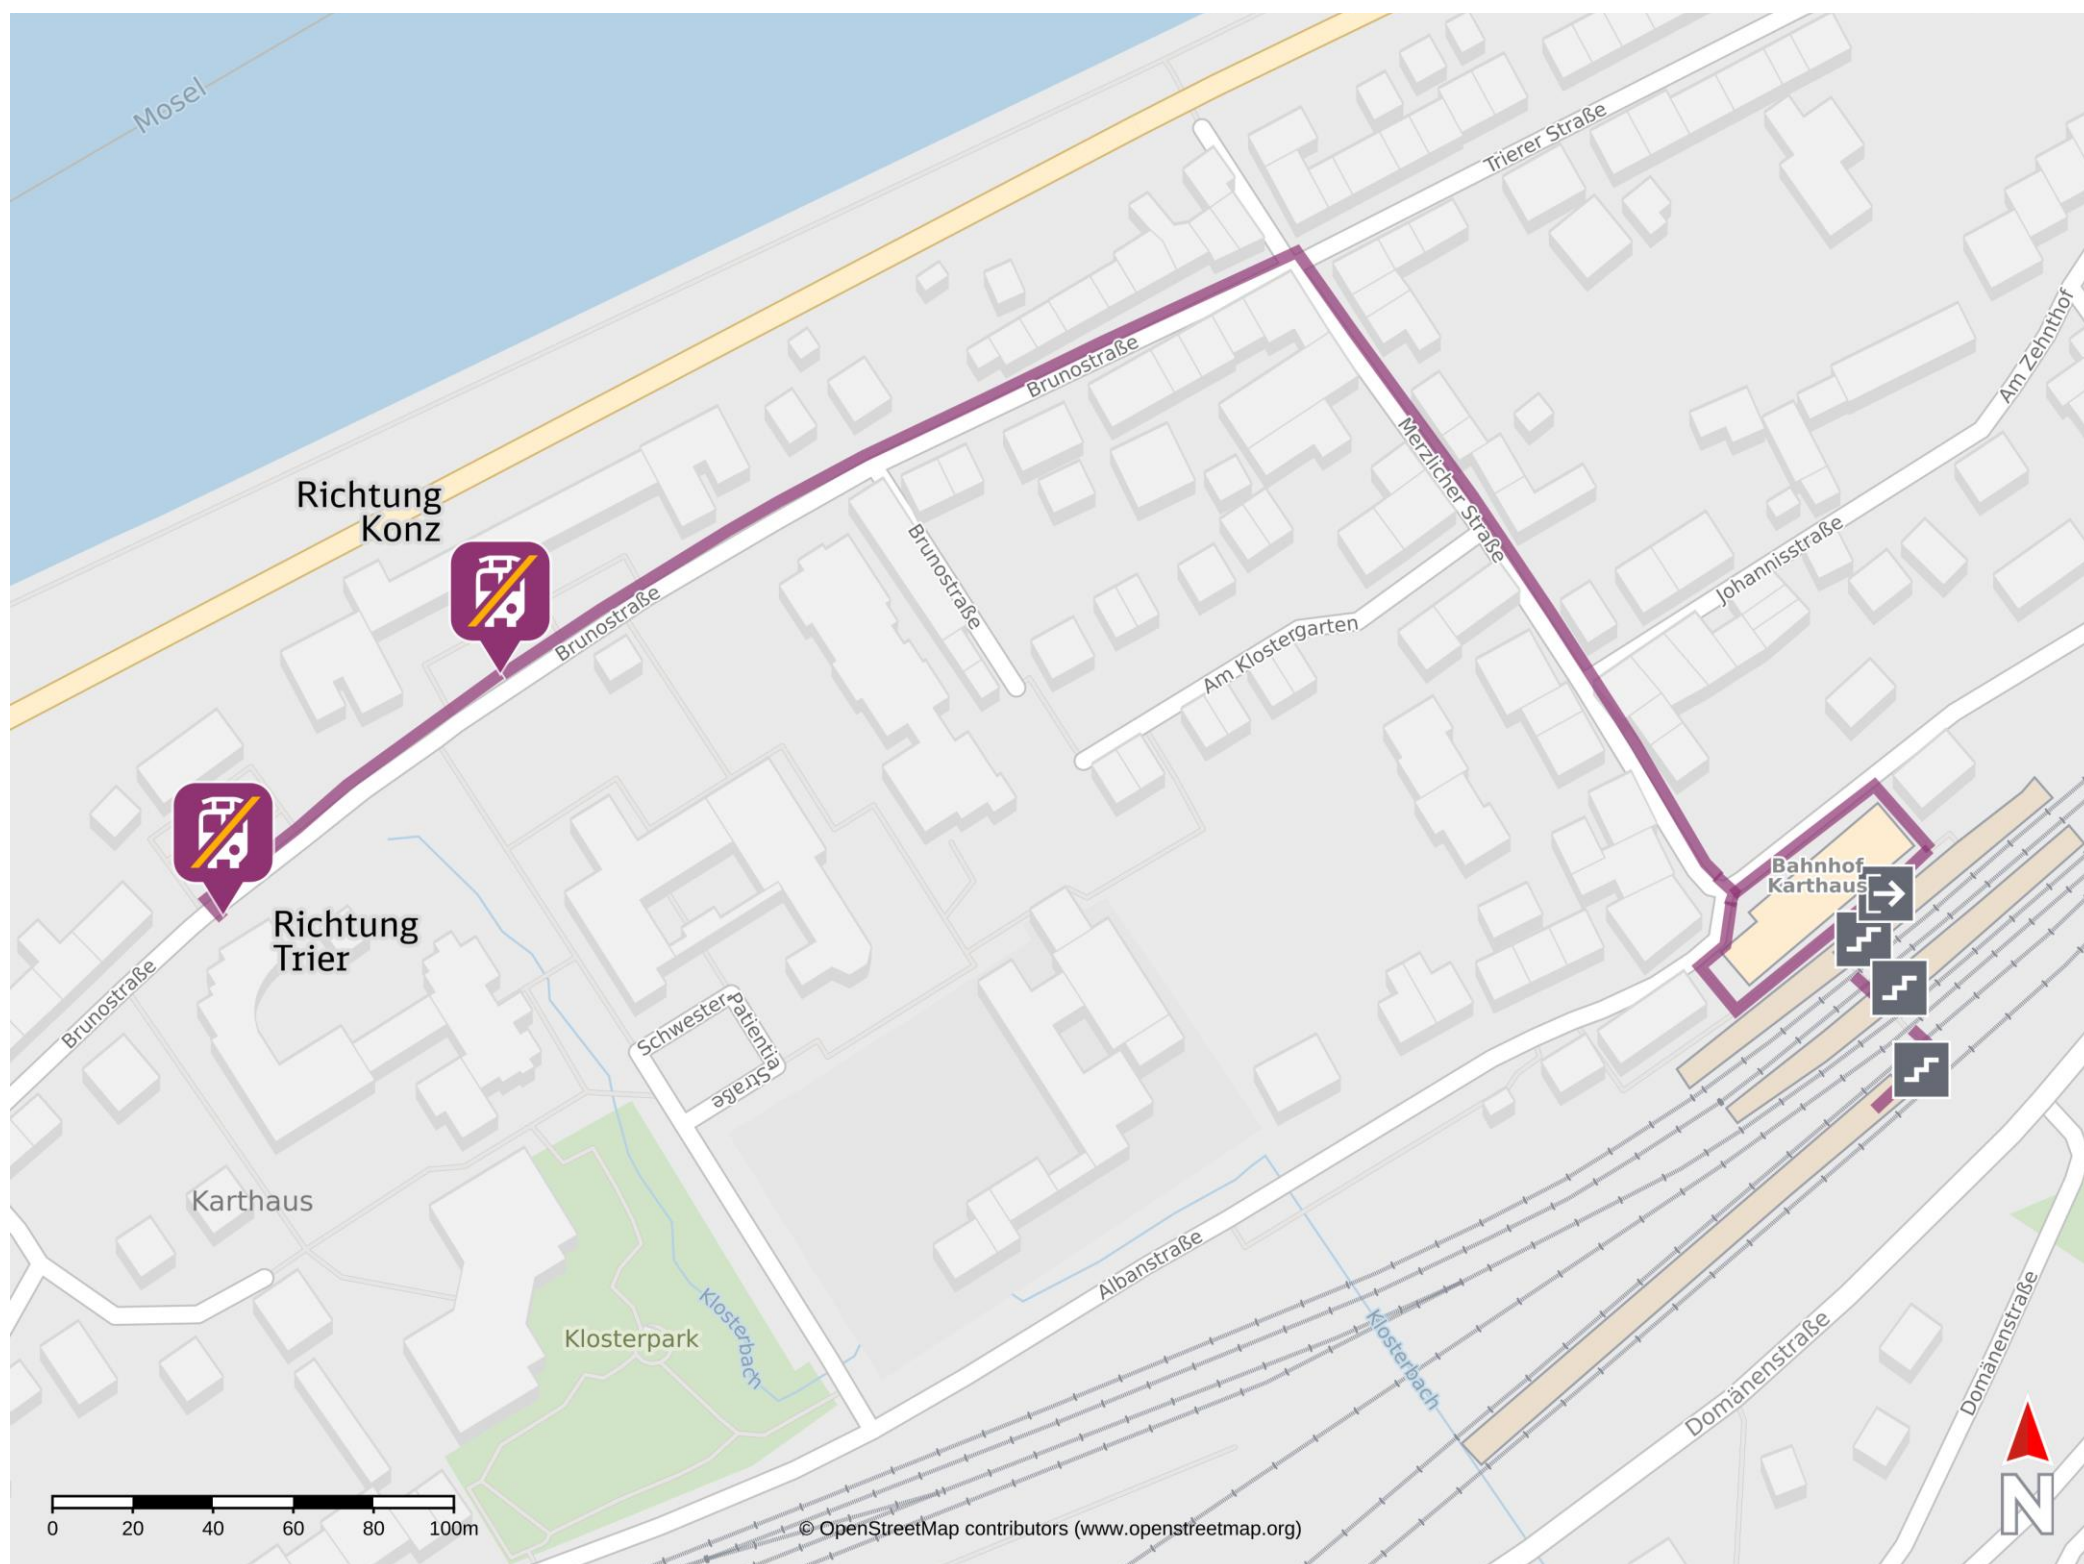 Mosel
Trierer Straße
Am Zehnthof
Brunostraße
Merzlicher Straße
Richtung
Konz
Johannisstraße
Brunostraße
Brunostraße
Am Klostergarten
Bahnhof
Karthaus
Richtung
Trier
Brunostraße
Schwester
Patientia
Straße
Karthaus
Albanstraße
Klosterpark
Klosterbach
Klosterbach
Domänenstraße
Domänenstraße
N
0 20 40 60 80 100m
© OpenStreetMap contributors (www.openstreetmap.org)